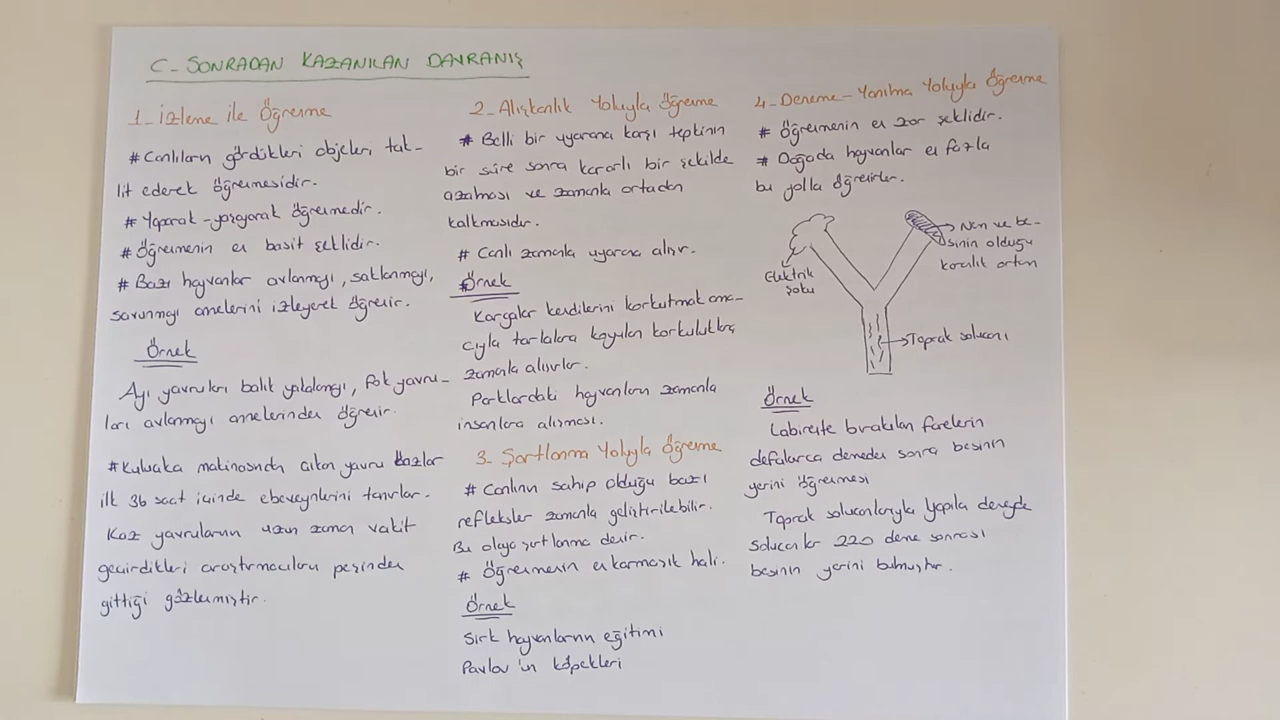 C - SONRADAN KAZANILAN DAVRANIŞ
1- İzleme ile Öğrenme
# Canlıların gördükleri objeleri tak-
lit ederek öğrenmesidir.
# Yaparak-yaşayarak öğrenmedir.
# Öğrenmenin en basit şeklidir.
# Bazı hayvanlar avlanmayı, saklanmayı,
savunmayı annelerini izleyerek öğrenir.
Örnek
Ayı yavruları balık yakalamayı, fok yavru-
ları avlanmayı annelerinden öğrenir.
# Kuluçka makinasından çıkan yavru kazlar
ilk 36 saat içinde ebeveynlerini tanırlar.
Kaz yavrularının uzun zaman vakit
geçirdikleri araştırmacıların peşinden
gittiği gözlenmiştir.
2- Alışkanlık Yoluyla Öğrenme
# Belli bir uyarana karşı tepkinin
bir süre sonra kararlı bir şekilde
azalması ve zamanla ortadan
kalkmasıdır.
# Canlı zamanla uyarana alışır.
# Örnek
Kargalar kendilerini korkutmak ama-
cıyla tarlalara koyulan korkuluklara
zamanla alışırlar.
Parklardaki hayvanların zamanla
insanlara alışması.
3- Şartlanma Yoluyla Öğrenme
# Canlının sahip olduğu bazı
refleksler zamanla geliştirilebilir.
Bu olaya şartlanma denir.
# Öğrenmenin en karmaşık hali.
Örnek
Sirk hayvanlarının eğitimi
Pavlov'un köpekleri
4- Deneme-Yanılma Yoluyla Öğrenme
# Öğrenmenin en zor şeklidir.
# Doğada hayvanlar en fazla
bu yolla öğrenirler.
Elektrik
şoku
Nem ve be-
sinin olduğu
karanlık ortam
Toprak solucanı
Örnek
Labirente bırakılan farelerin
defalarca denemeden sonra besinin
yerini öğrenmesi
Toprak solucanlarıyla yapılan deneyde
solucanlar 220 deneme sonrası
besinin yerini bulmuştur.